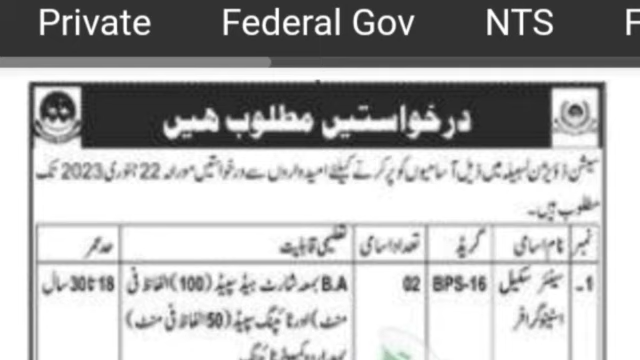 Private Federal Gov NTS F
درخواستیں مطلوب ہیں
سیشن ڈویژن لسبیلہ میں ذیل آسامیوں کو پر کرنے کیلئے امیدواروں سے درخواستیں مورخہ 22 جنوری 2023 تک
مطلوب ہیں۔
نمبر نام اسامی گریڈ تعداد اسامی تعلیمی قابلیت حد عمر
1۔ سینئر سکیل BPS-16 02 B.A بمعہ شارٹ ہینڈ سپیڈ (100) الفاظ فی 18 تا 30 سال
اسٹینوگرافر منٹ) اور ٹائپنگ سپیڈ (50 الفاظ فی منٹ)